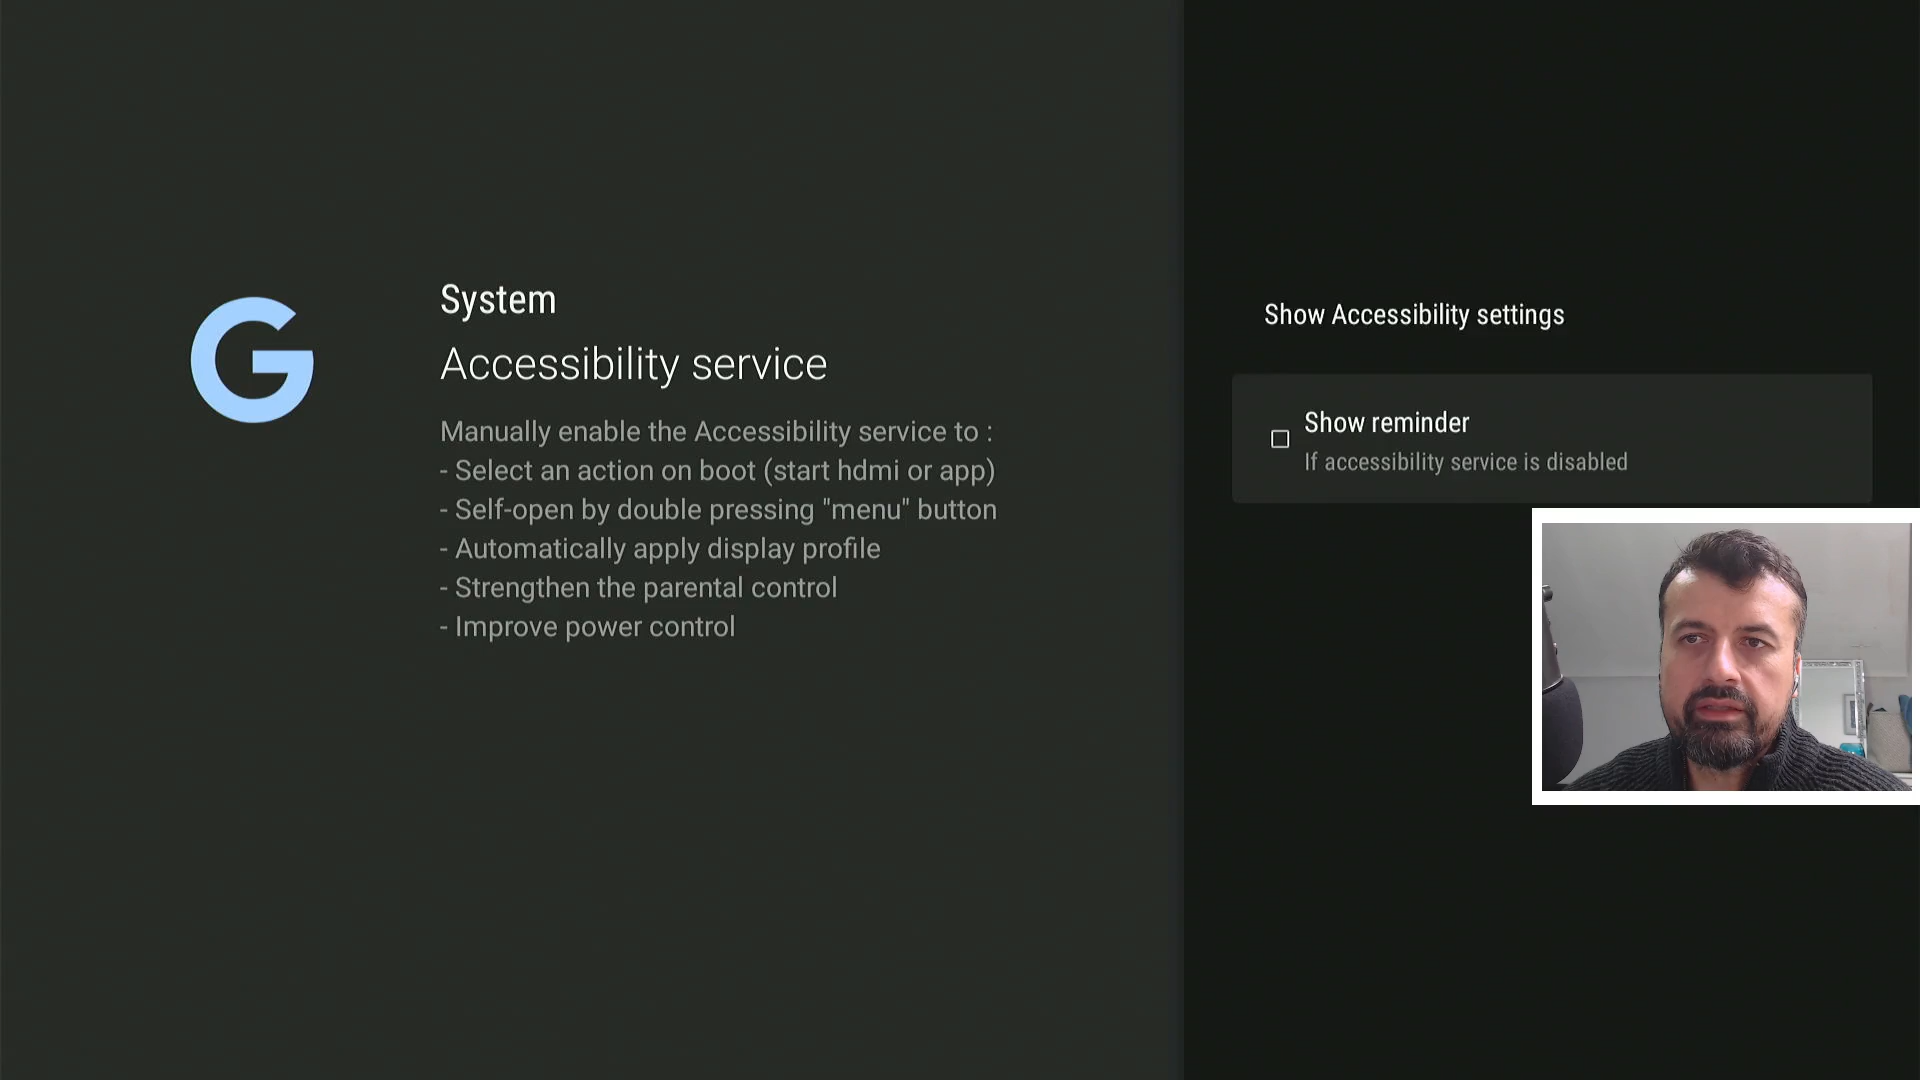 System
Accessibility service
Manually enable the Accessibility service to :
- Select an action on boot (start hdmi or app)
- Self-open by double pressing "menu" button
- Automatically apply display profile
- Strengthen the parental control
- Improve power control
Show Accessibility settings
Show reminder
If accessibility service is disabled